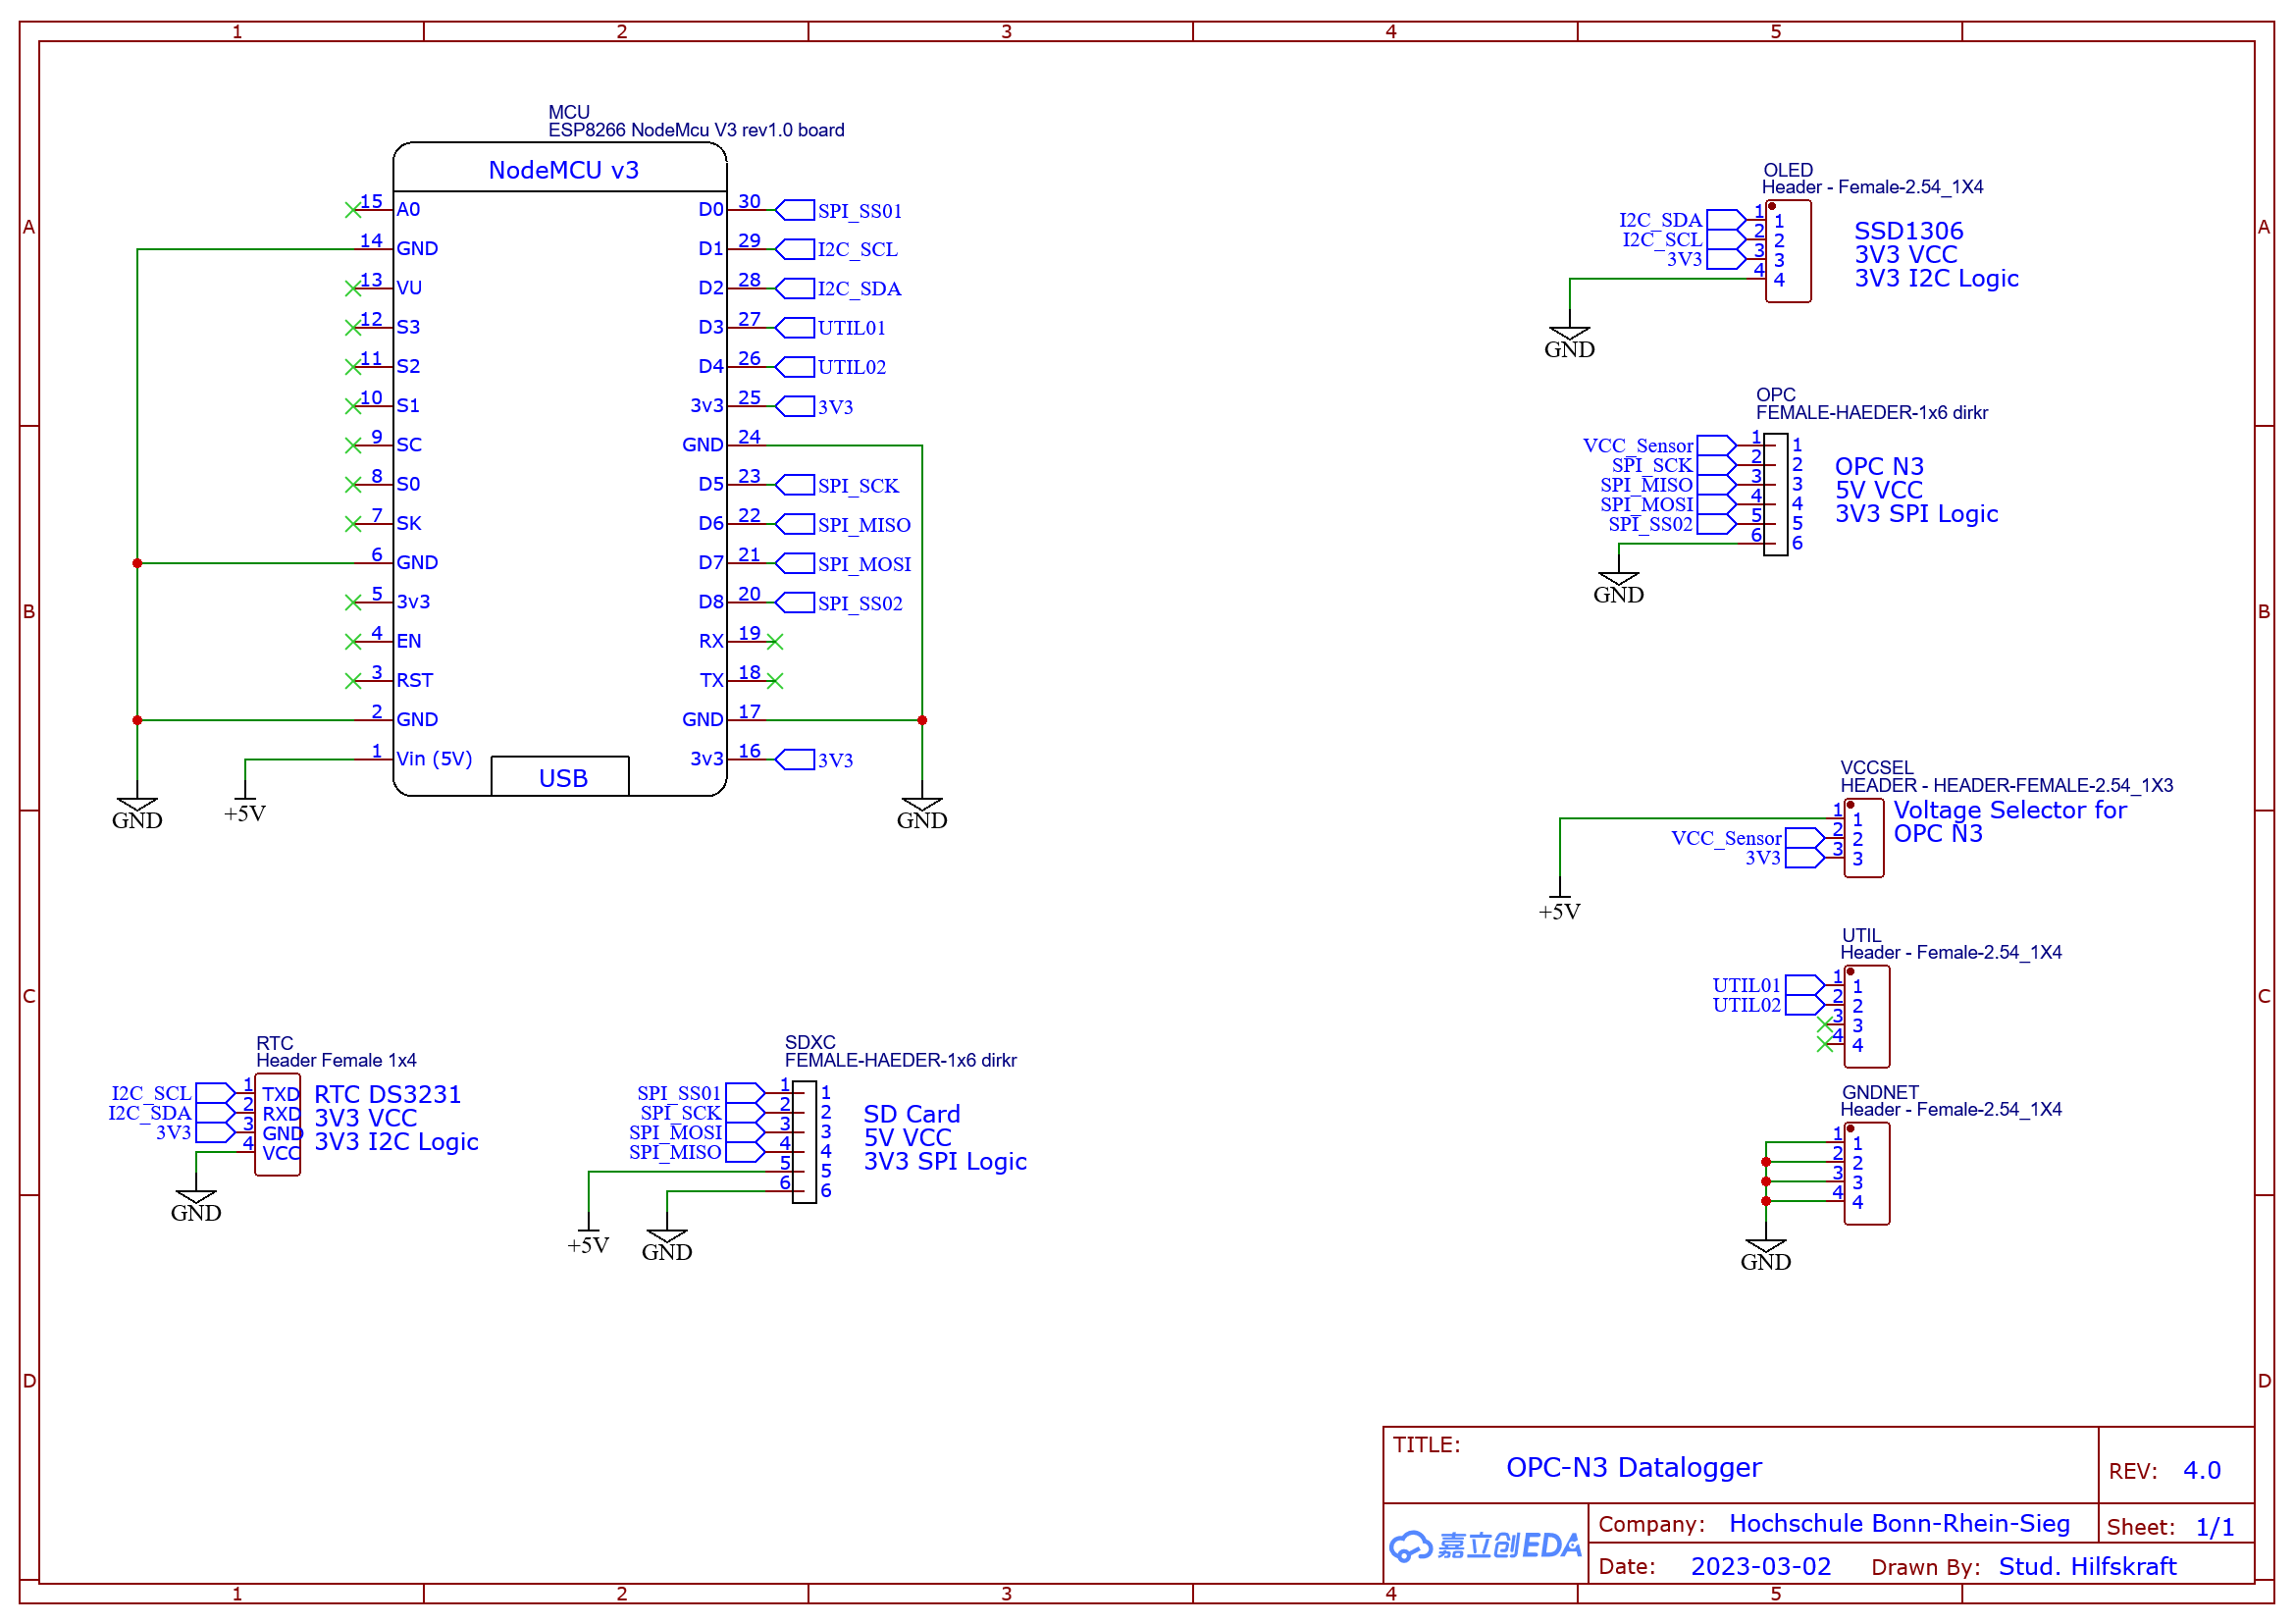 1 2 3 4 5
A
B
C
D
A
B
C
D
MCU
ESP8266 NodeMcu V3 rev1.0 board
NodeMCU v3
15 A0
14 GND
13 VU
12 S3
11 S2
10 S1
9 SC
8 S0
7 SK
6 GND
5 3v3
4 EN
3 RST
2 GND
1 Vin (5V)
USB
D0 30 SPI_SS01
D1 29 I2C_SCL
D2 28 I2C_SDA
D3 27 UTIL01
D4 26 UTIL02
3v3 25 3V3
GND 24
D5 23 SPI_SCK
D6 22 SPI_MISO
D7 21 SPI_MOSI
D8 20 SPI_SS02
RX 19
TX 18
GND 17
3v3 16 3V3
GND
+5V
GND
OLED
Header - Female-2.54_1X4
I2C_SDA 1 1
I2C_SCL 2 2
3V3 3 3
4 4
GND
SSD1306
3V3 VCC
3V3 I2C Logic
OPC
FEMALE-HAEDER-1x6 dirkr
VCC_Sensor 1 1
SPI_SCK 2 2
SPI_MISO 3 3
SPI_MOSI 4 4
SPI_SS02 5 5
6 6
GND
OPC N3
5V VCC
3V3 SPI Logic
VCCSEL
HEADER - HEADER-FEMALE-2.54_1X3
1 1
VCC_Sensor 2 2
3V3 3 3
+5V
Voltage Selector for
OPC N3
UTIL
Header - Female-2.54_1X4
UTIL01 1 1
UTIL02 2 2
3 3
4 4
GNDNET
Header - Female-2.54_1X4
1 1
2 2
3 3
4 4
GND
RTC
Header Female 1x4
I2C_SCL 1 TXD
I2C_SDA 2 RXD
3V3 3 GND
4 VCC
GND
RTC DS3231
3V3 VCC
3V3 I2C Logic
SDXC
FEMALE-HAEDER-1x6 dirkr
SPI_SS01 1 1
SPI_SCK 2 2
SPI_MOSI 3 3
SPI_MISO 4 4
5 5
6 6
+5V
GND
SD Card
5V VCC
3V3 SPI Logic
TITLE:
OPC-N3 Datalogger
REV: 4.0
嘉立创EDA
Company: Hochschule Bonn-Rhein-Sieg
Sheet: 1/1
Date: 2023-03-02
Drawn By: Stud. Hilfskraft
1 2 3 4 5